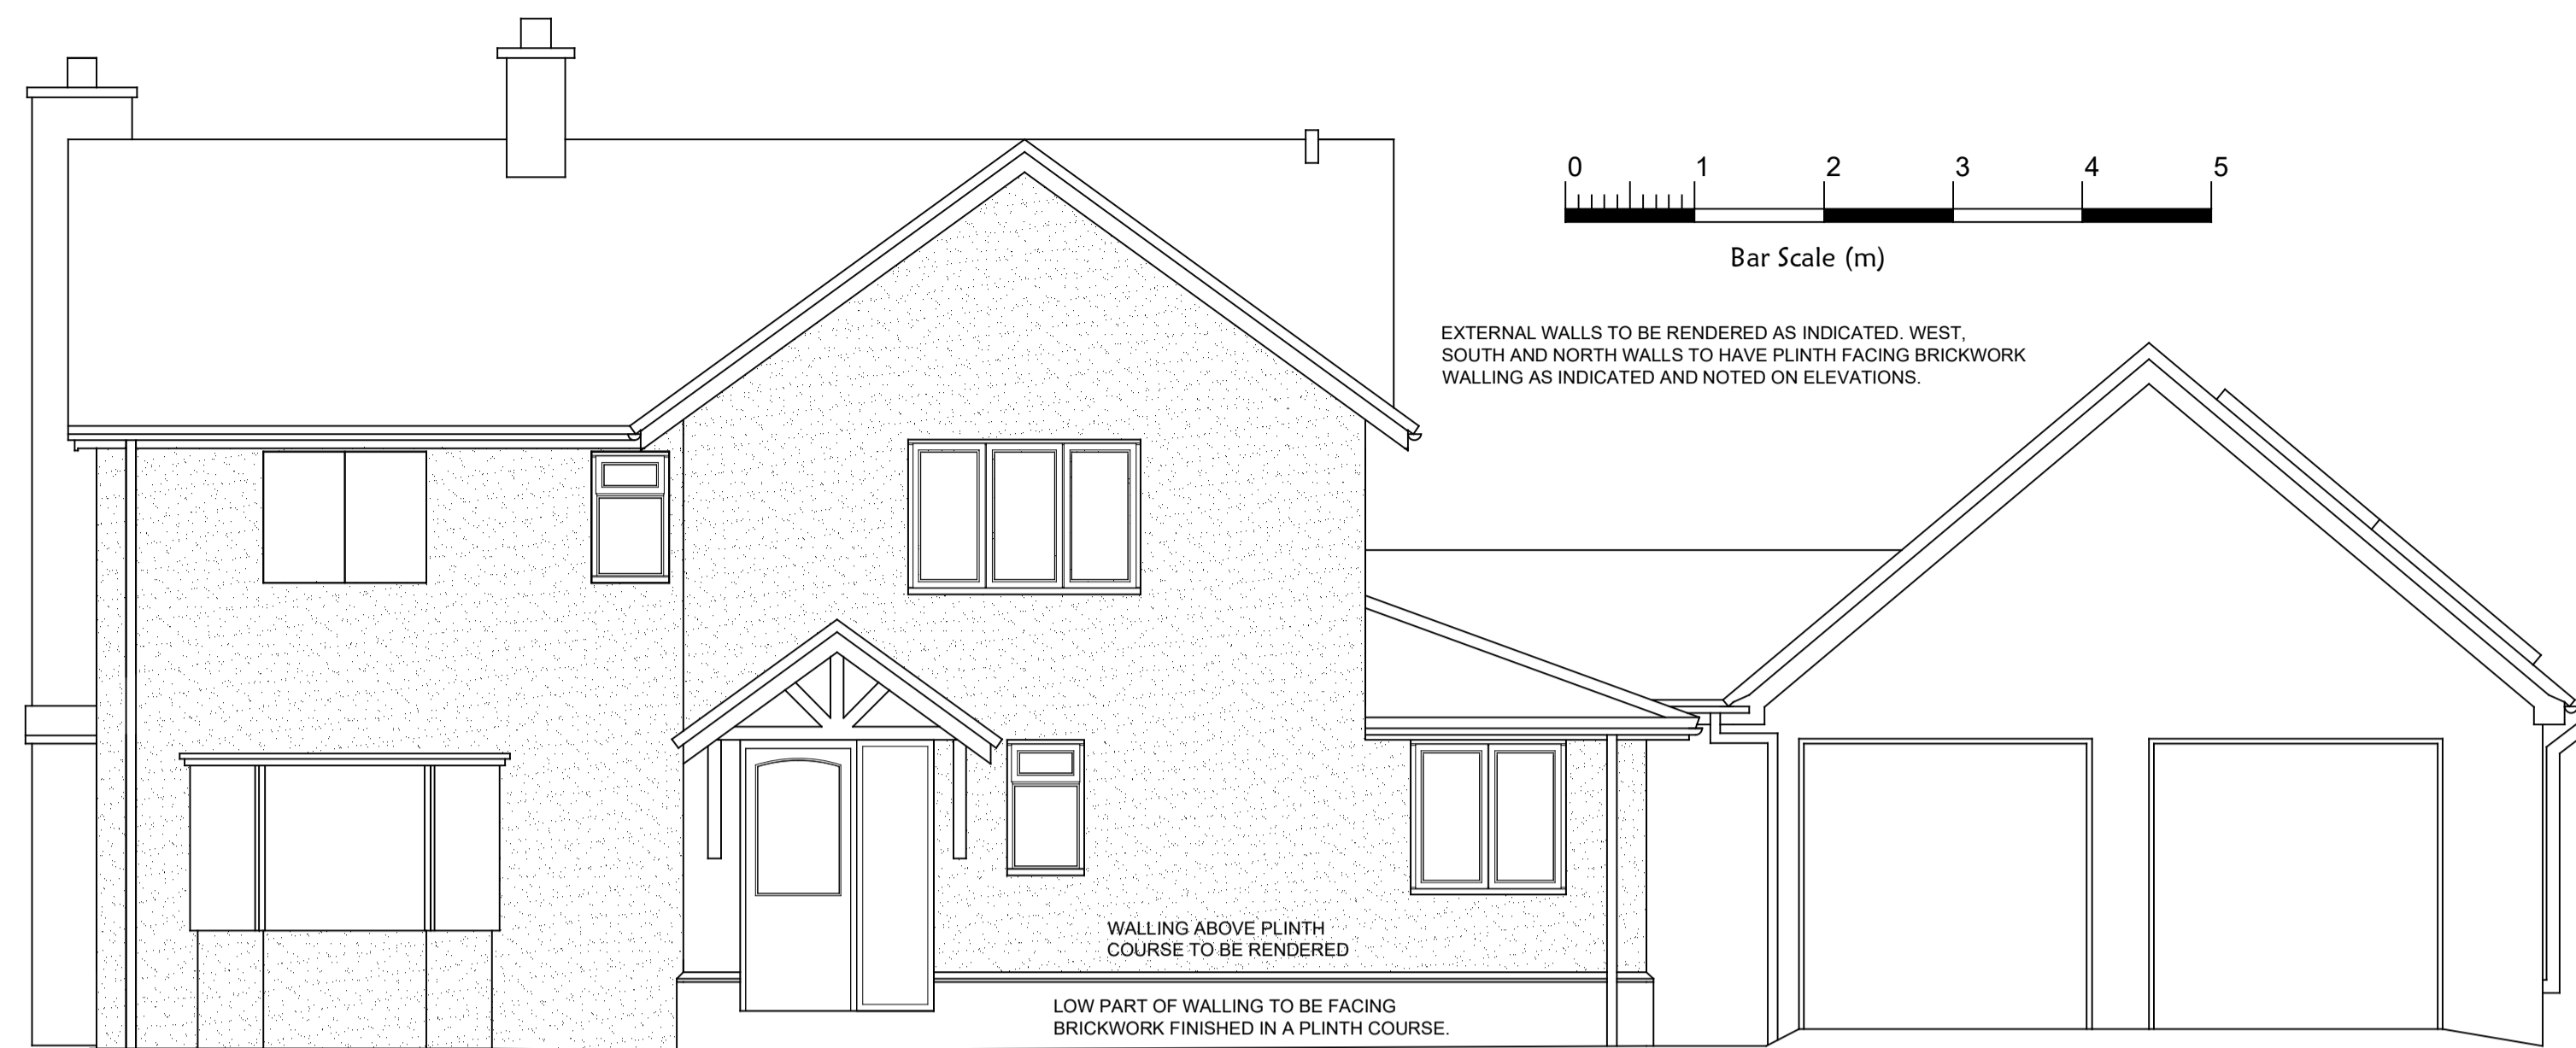 0 1 2 3 4 5
Bar Scale (m)
EXTERNAL WALLS TO BE RENDERED AS INDICATED. WEST,
SOUTH AND NORTH WALLS TO HAVE PLINTH FACING BRICKWORK
WALLING AS INDICATED AND NOTED ON ELEVATIONS.
WALLING ABOVE PLINTH
COURSE TO BE RENDERED
LOW PART OF WALLING TO BE FACING
BRICKWORK FINISHED IN A PLINTH COURSE.